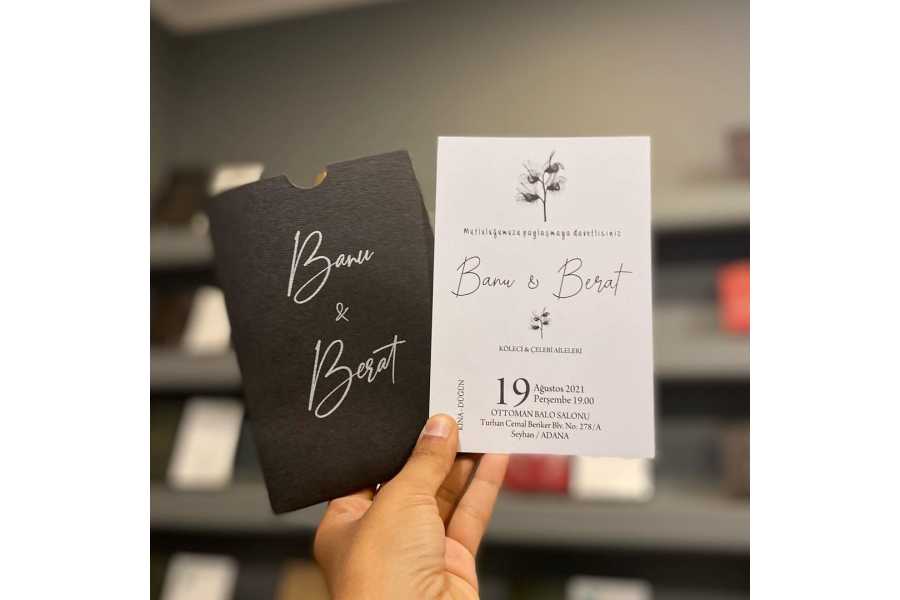 Banu
&
Berat
Mutluluğumuzu paylaşmaya davetlisiniz
Banu & Berat
KÖLECİ & ÇELEBİ AİLELERİ
KINA-DÜĞÜN
19 Ağustos 2021
Perşembe 19.00
OTTOMAN BALO SALONU
Turhan Cemal Beriker Blv. No: 278/A
Seyhan / ADANA